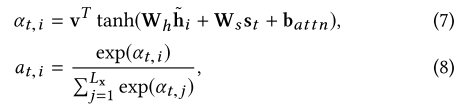 α_{t,i} = v^T tanh(W_h h̃_i + W_s s_t + b_{attn}), (7)
a_{t,i} = exp(α_{t,i}) / ∑_{j=1}^{L_x} exp(α_{t,j}), (8)